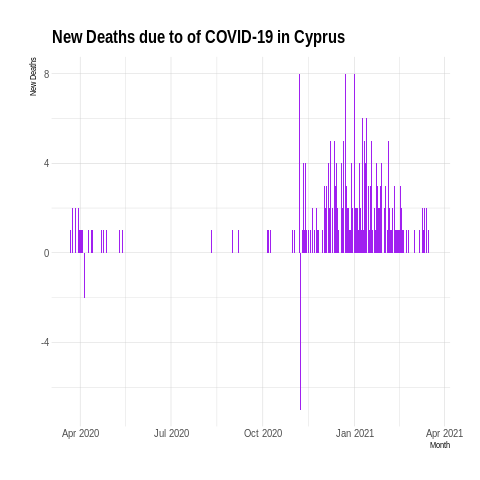 New Deaths due to of COVID-19 in Cyprus
New Deaths
8
4
0
-4
Apr 2020 Jul 2020 Oct 2020 Jan 2021 Apr 2021
Month